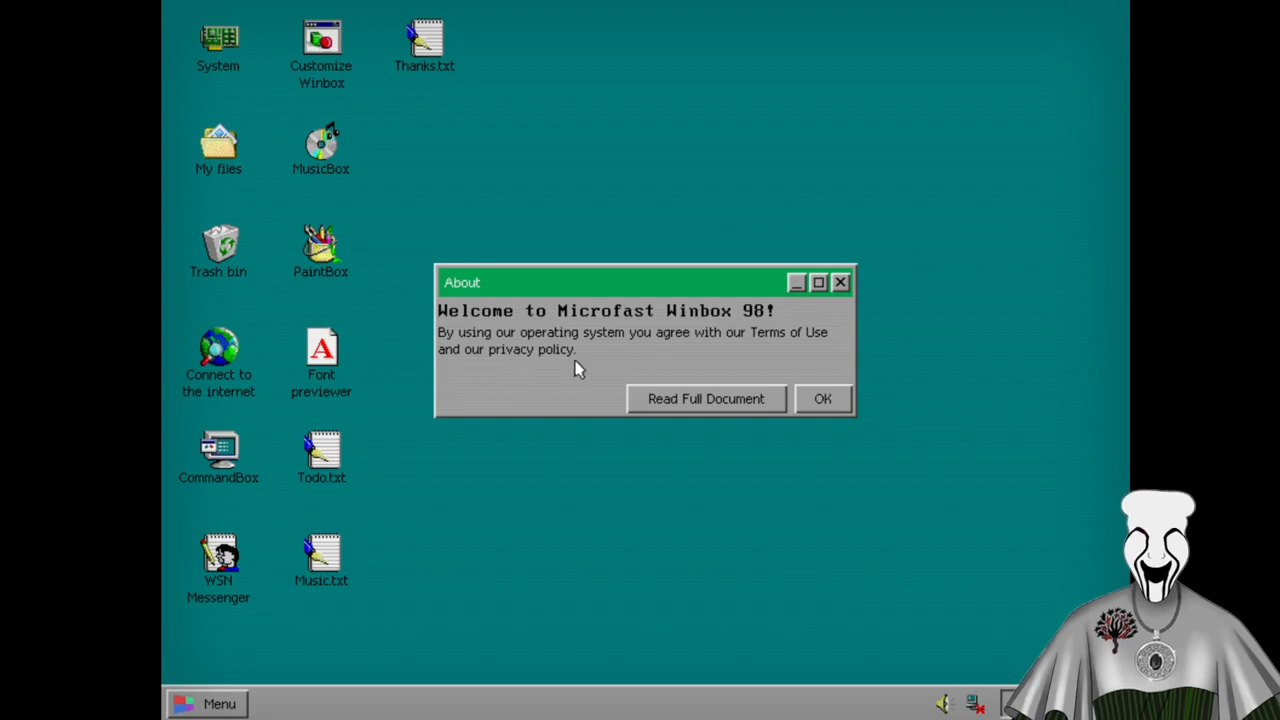 System
Customize
Winbox
Thanks.txt
My files
MusicBox
Trash bin
PaintBox
About
Welcome to Microfast Winbox 98!
By using our operating system you agree with our Terms of Use
and our privacy policy.
Read Full Document
OK
Connect to
the internet
Font
previewer
A
CommandBox
Todo.txt
WSN
Messenger
Music.txt
Menu